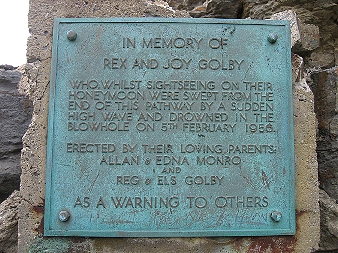 IN MEMORY OF
REX AND JOY GOLBY
WHO, WHILST SIGHTSEEING ON THEIR
HONEYMOON WERE SWEPT FROM THE
END OF THIS PATHWAY BY A SUDDEN
HIGH WAVE AND DROWNED IN THE
BLOWHOLE ON 5TH FEBRUARY 1956.
ERECTED BY THEIR LOVING PARENTS:
ALLAN & EDNA MONRO
AND
REG & ELS GOLBY
AS A WARNING TO OTHERS